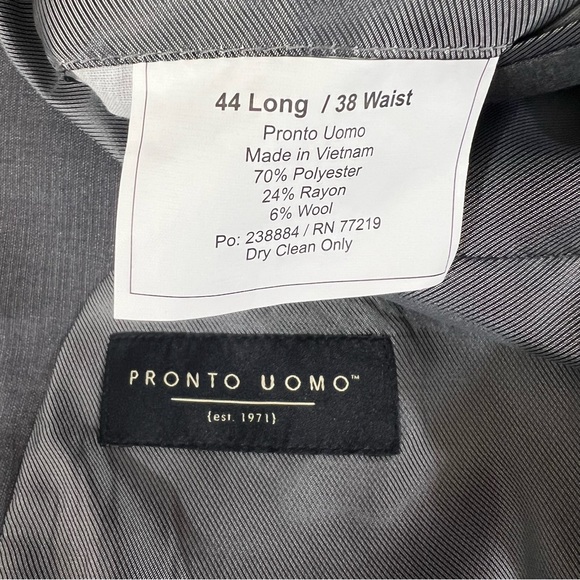 44 Long / 38 Waist
Pronto Uomo
Made in Vietnam
70% Polyester
24% Rayon
6% Wool
Po: 238884 / RN 77219
Dry Clean Only
PRONTO UOMO™
{est. 1971}